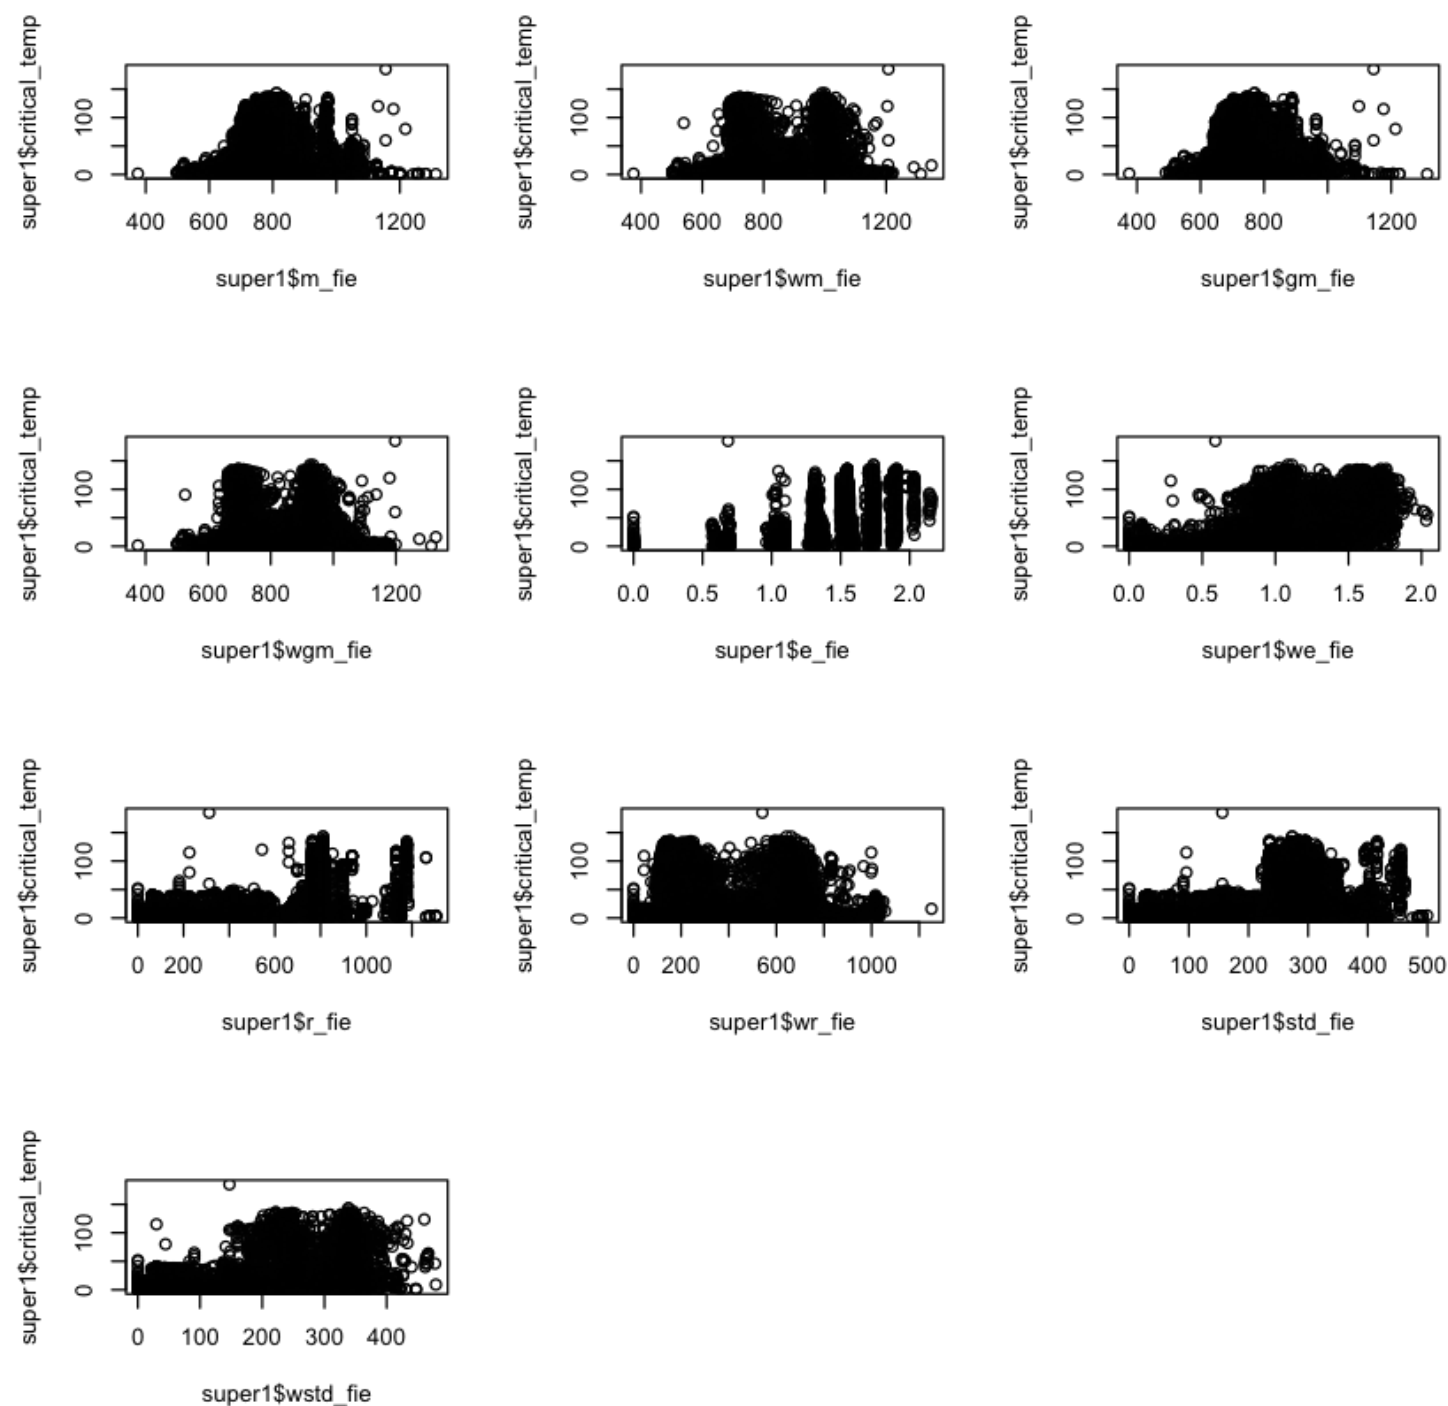 super1$critical_temp
100
0
400 600 800 1200
super1$m_fie
super1$critical_temp
100
0
400 600 800 1200
super1$wm_fie
super1$critical_temp
100
0
400 600 800 1200
super1$gm_fie
super1$critical_temp
100
0
400 600 800 1200
super1$wgm_fie
super1$critical_temp
100
0
0.0 0.5 1.0 1.5 2.0
super1$e_fie
super1$critical_temp
100
0
0.0 0.5 1.0 1.5 2.0
super1$we_fie
super1$critical_temp
100
0
0 200 600 1000
super1$r_fie
super1$critical_temp
100
0
0 200 600 1000
super1$wr_fie
super1$critical_temp
100
0
0 100 200 300 400 500
super1$std_fie
super1$critical_temp
100
0
0 100 200 300 400
super1$wstd_fie